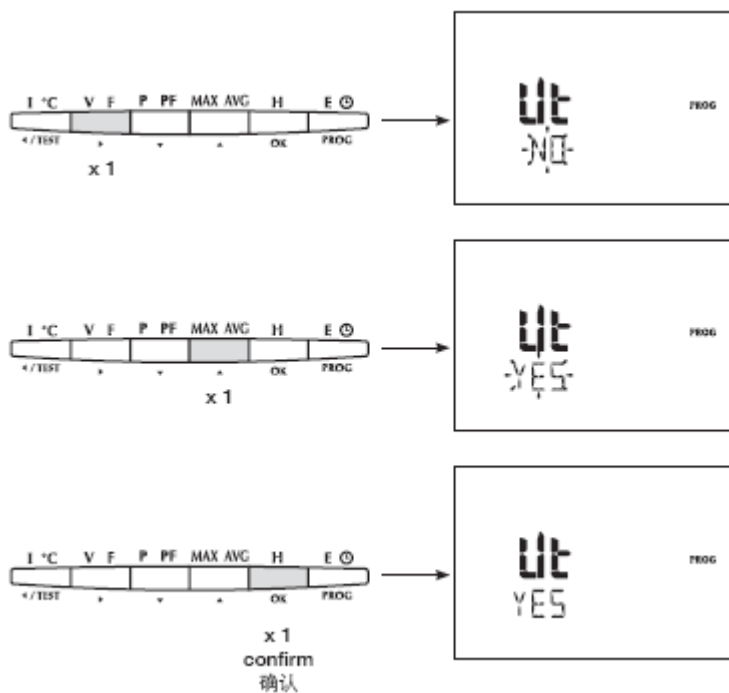 I °C V F P PF MAX AVG H E
◂ / TEST ▸ ▾ ▴ OK PROG
x 1
Ut
NO
PROG
I °C V F P PF MAX AVG H E
◂ / TEST ▸ ▾ ▴ OK PROG
x 1
Ut
YES
PROG
I °C V F P PF MAX AVG H E
◂ / TEST ▸ ▾ ▴ OK PROG
x 1
confirm
确认
Ut
YES
PROG